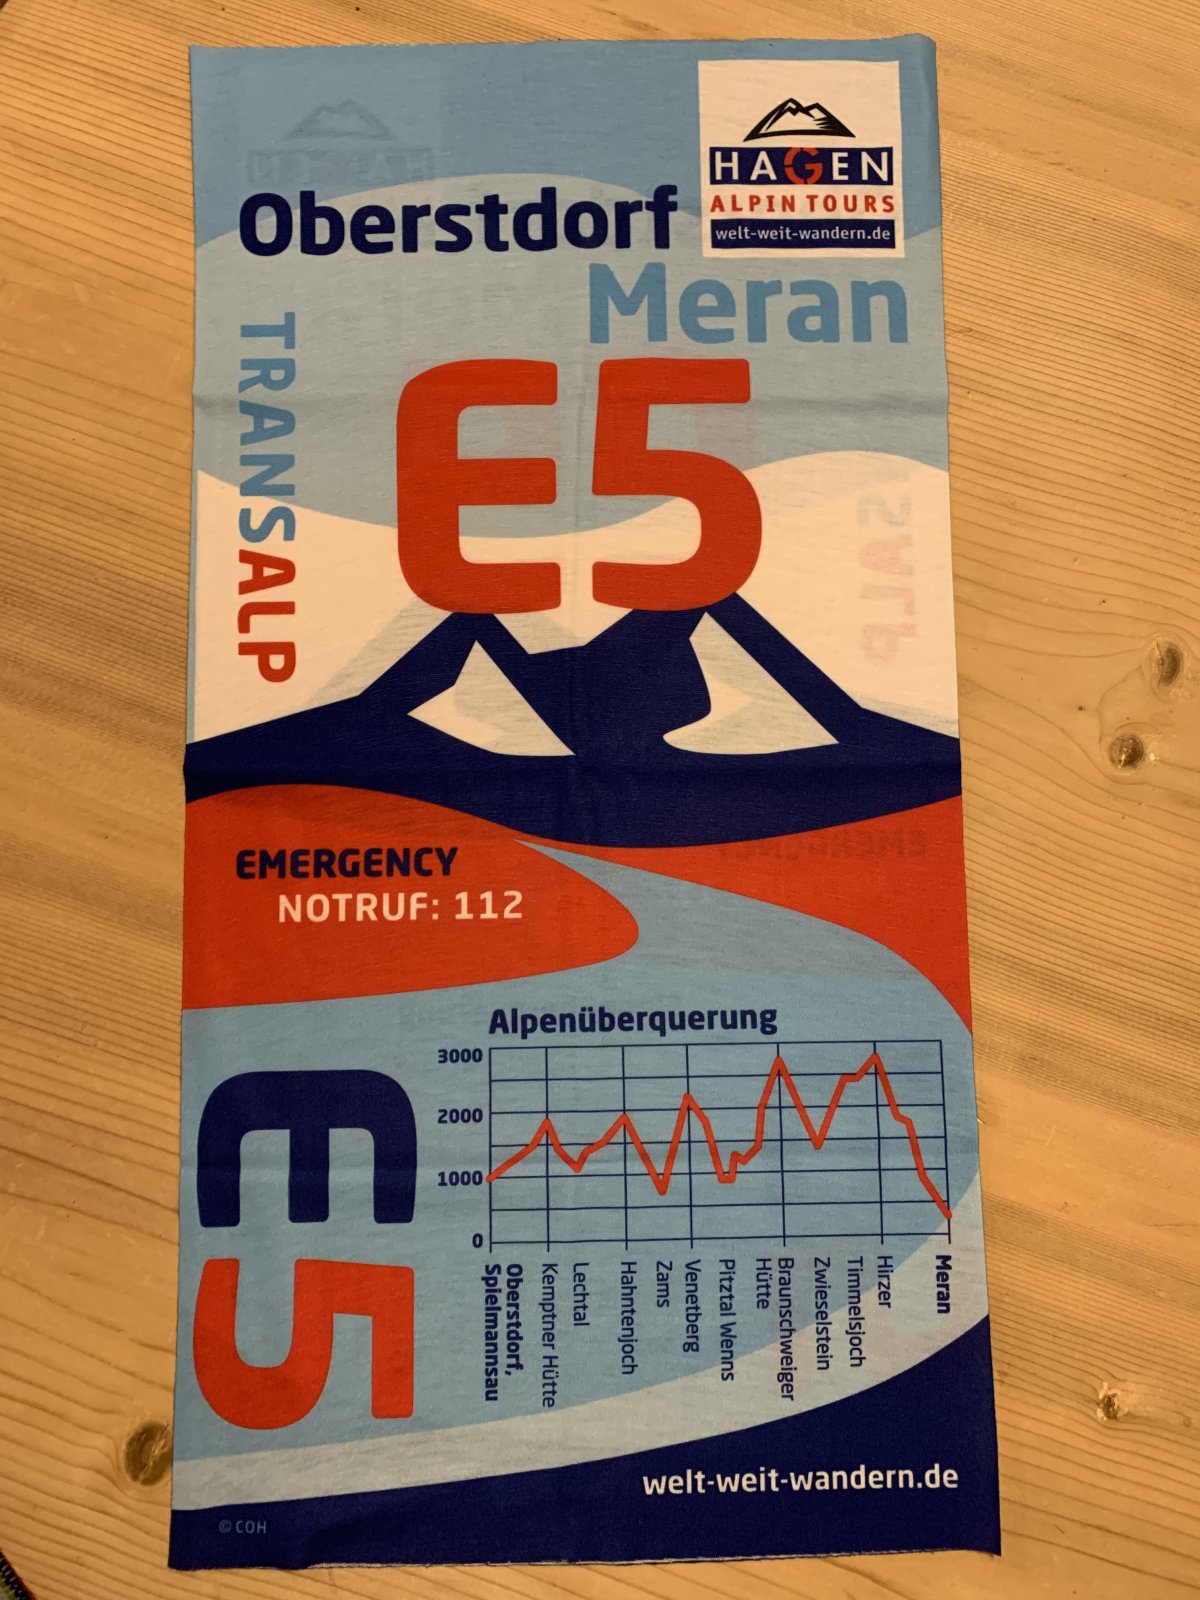 HAGEN
ALPIN TOURS
welt-weit-wandern.de
Oberstdorf
Meran
TRANSALP
E5
EMERGENCY
NOTRUF: 112
E5
Alpenüberquerung
3000
2000
1000
0
Oberstdorf,
Spielmannsau
Kemptner Hütte
Lechtal
Hahntenjoch
Zams
Venetberg
Pitztal Wenns
Braunschweiger
Hütte
Zwieselstein
Timmelsjoch
Hirzer
Meran
welt-weit-wandern.de
© COH